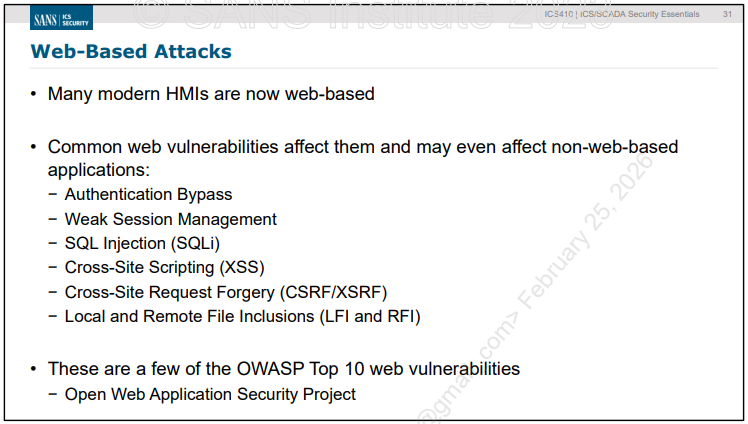 © SANS Institute 2026
SANS ICS SECURITY
ICS410 | ICS/SCADA Security Essentials 31
Web-Based Attacks
• Many modern HMIs are now web-based
• Common web vulnerabilities affect them and may even affect non-web-based
applications:
− Authentication Bypass
− Weak Session Management
− SQL Injection (SQLi)
− Cross-Site Scripting (XSS)
− Cross-Site Request Forgery (CSRF/XSRF)
− Local and Remote File Inclusions (LFI and RFI)
• These are a few of the OWASP Top 10 web vulnerabilities
− Open Web Application Security Project
com> February 25, 2026